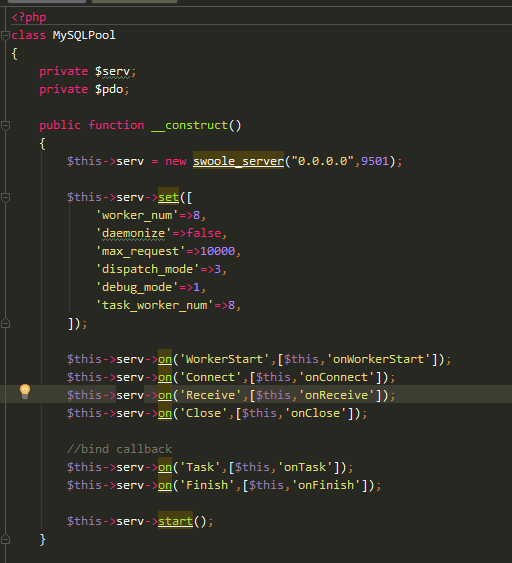 <?php
class MySQLPool
{
    private $serv;
    private $pdo;

    public function __construct()
    {
        $this->serv = new swoole_server("0.0.0.0",9501);

        $this->serv->set([
            'worker_num'=>8,
            'daemonize'=>false,
            'max_request'=>10000,
            'dispatch_mode'=>3,
            'debug_mode'=>1,
            'task_worker_num'=>8,
        ]);

        $this->serv->on('WorkerStart',[$this,'onWorkerStart']);
        $this->serv->on('Connect',[$this,'onConnect']);
        $this->serv->on('Receive',[$this,'onReceive']);
        $this->serv->on('Close',[$this,'onClose']);

        //bind callback
        $this->serv->on('Task',[$this,'onTask']);
        $this->serv->on('Finish',[$this,'onFinish']);

        $this->serv->start();
    }